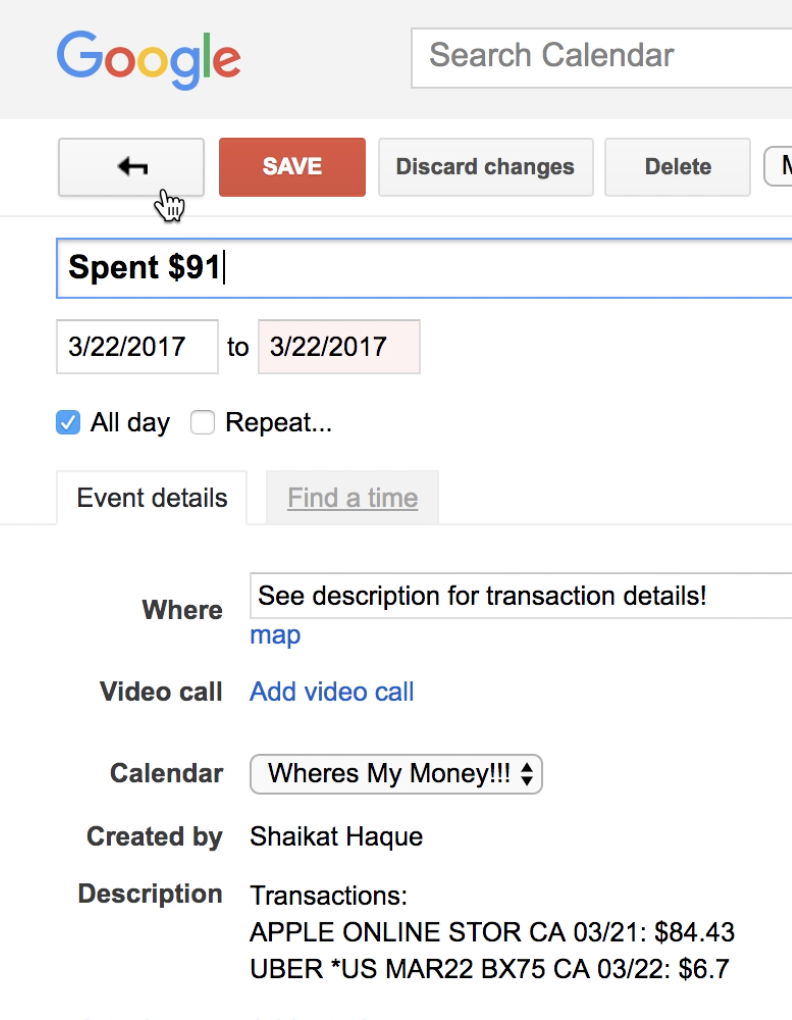 Google
Search Calendar
SAVE
Discard changes
Delete
Spent $91
3/22/2017 to 3/22/2017
All day Repeat...
Event details Find a time
Where See description for transaction details!
map
Video call Add video call
Calendar Wheres My Money!!!
Created by Shaikat Haque
Description Transactions:
APPLE ONLINE STOR CA 03/21: $84.43
UBER *US MAR22 BX75 CA 03/22: $6.7